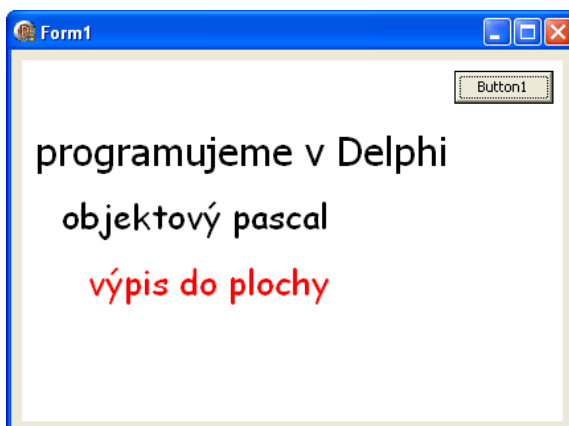 Form1
Button1
programujeme v Delphi
objektový pascal
výpis do plochy